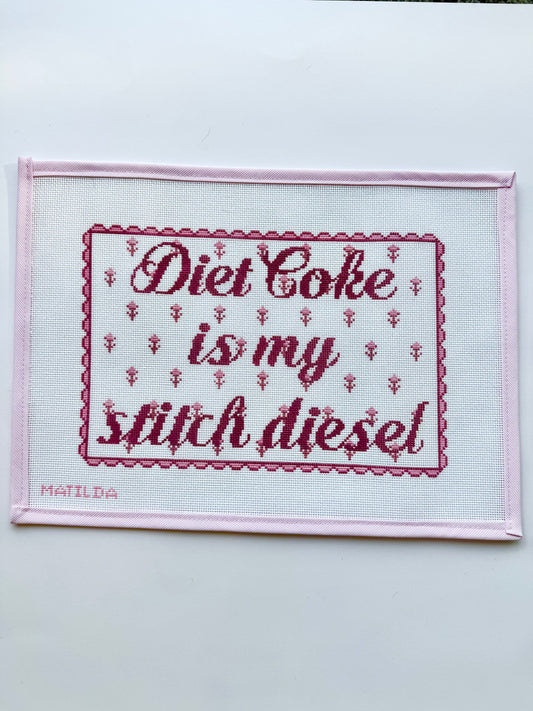 Diet Coke
is my
stitch diesel
MATILDA